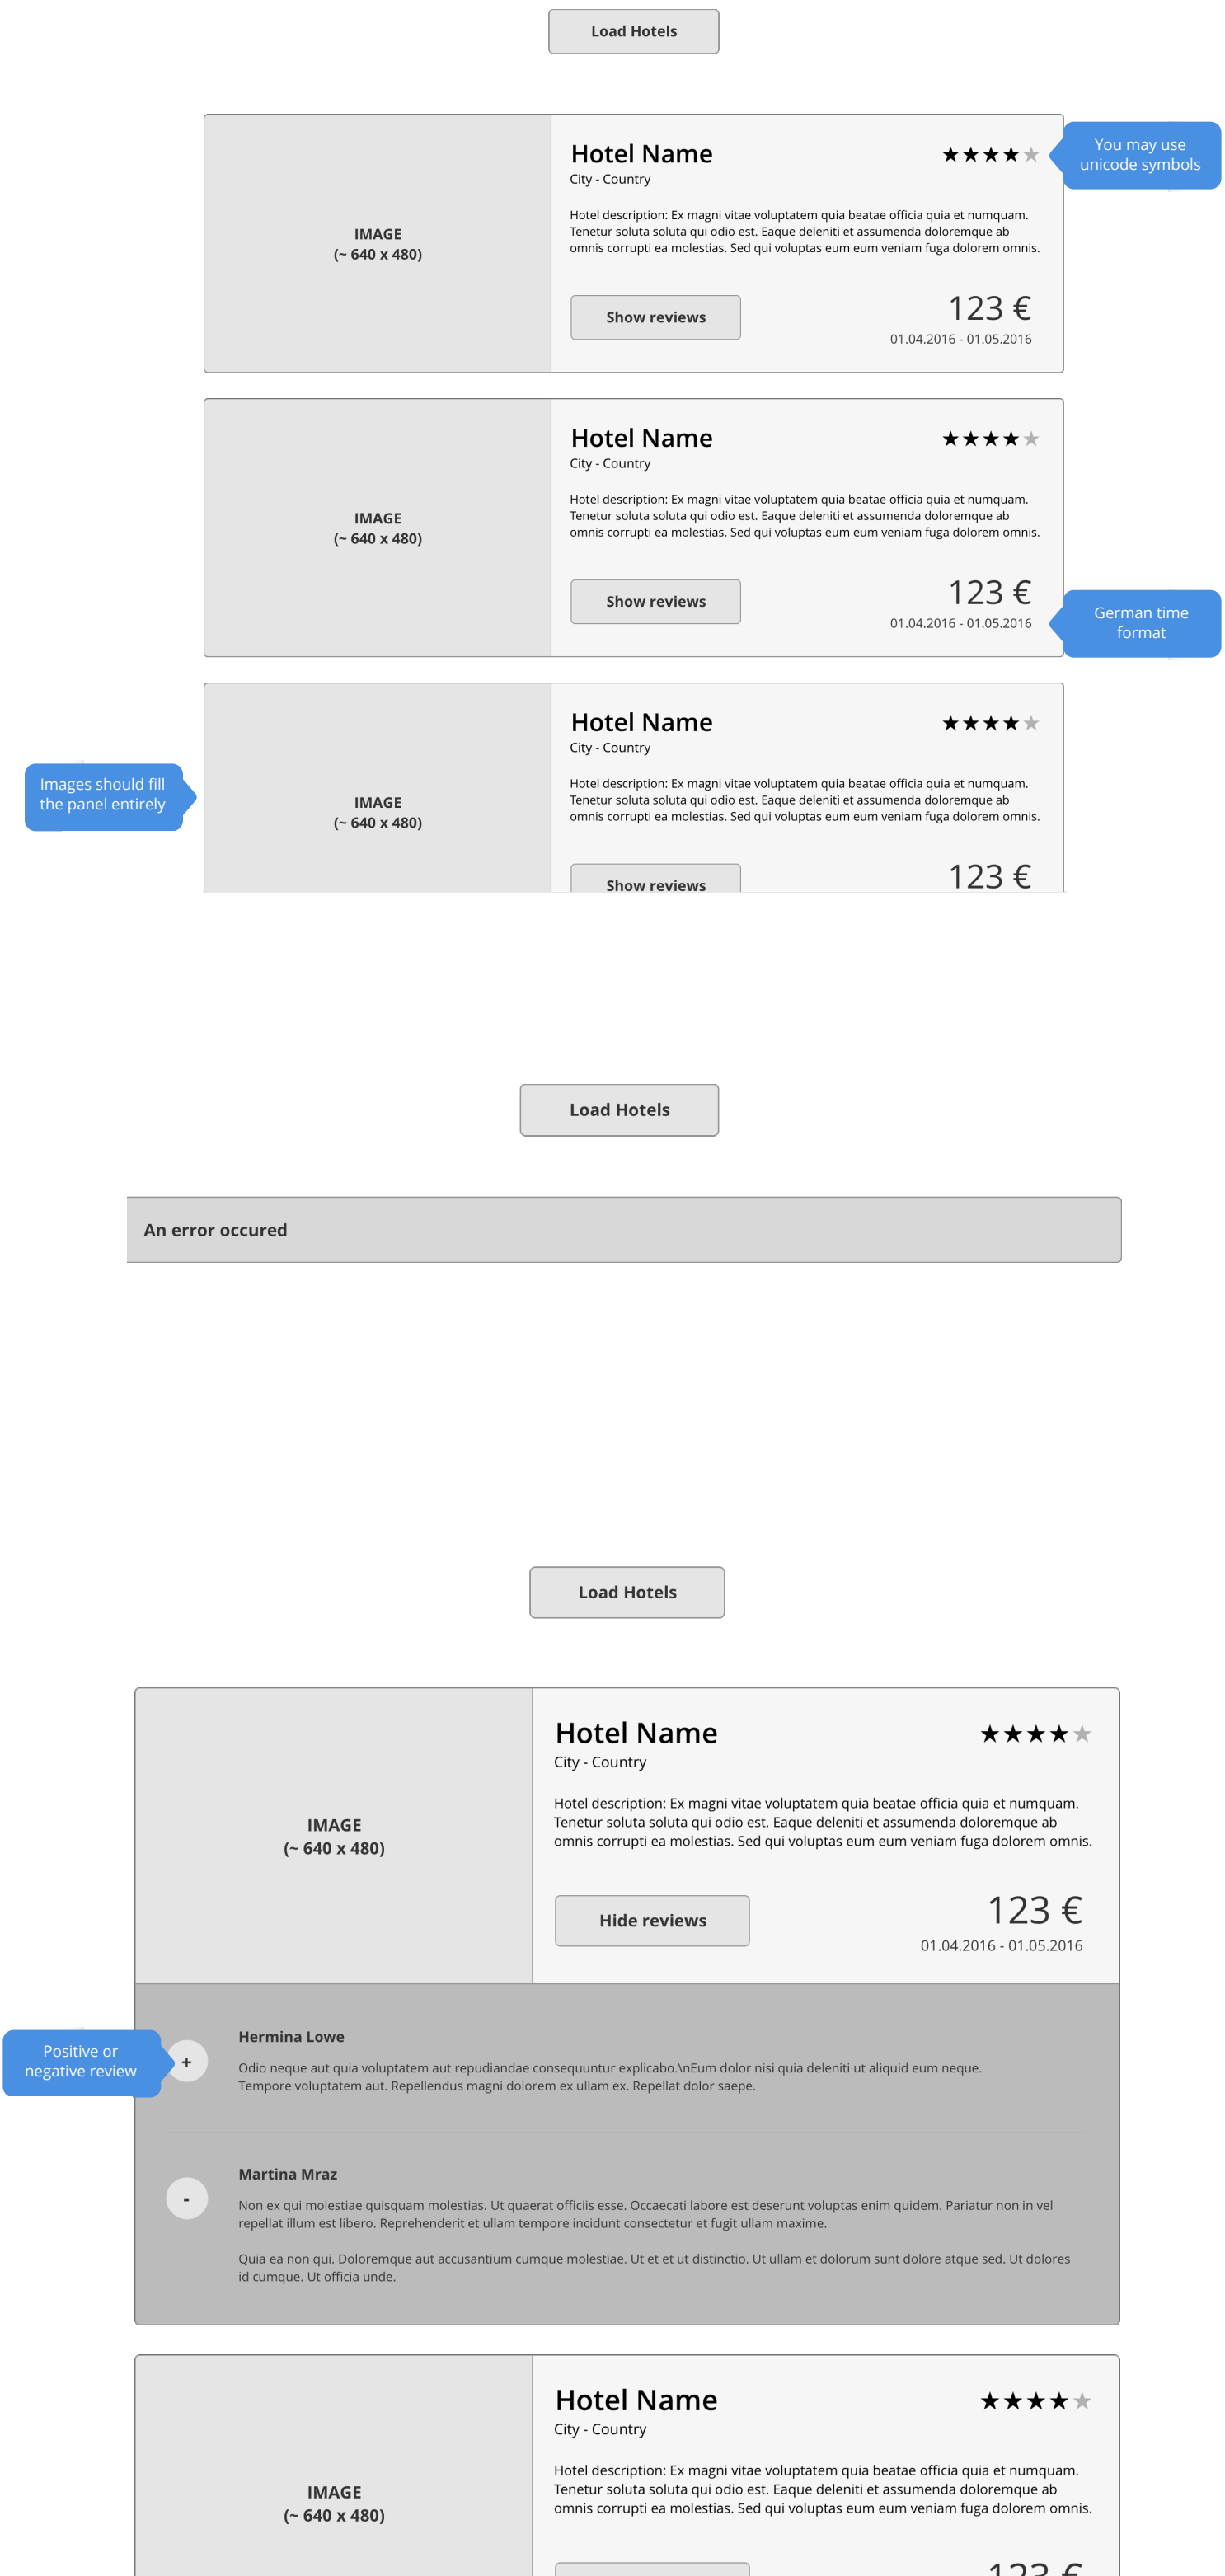 Load Hotels
Hotel Name
★★★★★
You may use
unicode symbols
City - Country
Hotel description: Ex magni vitae voluptatem quia beatae officia quia et numquam.
Tenetur soluta soluta qui odio est. Eaque deleniti et assumenda doloremque ab
omnis corrupti ea molestias. Sed qui voluptas eum eum veniam fuga dolorem omnis.
IMAGE
(~ 640 x 480)
Show reviews
123 €
01.04.2016 - 01.05.2016
Hotel Name
★★★★★
City - Country
Hotel description: Ex magni vitae voluptatem quia beatae officia quia et numquam.
Tenetur soluta soluta qui odio est. Eaque deleniti et assumenda doloremque ab
omnis corrupti ea molestias. Sed qui voluptas eum eum veniam fuga dolorem omnis.
IMAGE
(~ 640 x 480)
Show reviews
123 €
01.04.2016 - 01.05.2016
German time
format
Hotel Name
★★★★★
City - Country
Hotel description: Ex magni vitae voluptatem quia beatae officia quia et numquam.
Tenetur soluta soluta qui odio est. Eaque deleniti et assumenda doloremque ab
omnis corrupti ea molestias. Sed qui voluptas eum eum veniam fuga dolorem omnis.
Images should fill
the panel entirely
IMAGE
(~ 640 x 480)
Show reviews
123 €
Load Hotels
An error occured
Load Hotels
Hotel Name
★★★★★
City - Country
Hotel description: Ex magni vitae voluptatem quia beatae officia quia et numquam.
Tenetur soluta soluta qui odio est. Eaque deleniti et assumenda doloremque ab
omnis corrupti ea molestias. Sed qui voluptas eum eum veniam fuga dolorem omnis.
IMAGE
(~ 640 x 480)
Hide reviews
123 €
01.04.2016 - 01.05.2016
Positive or
negative review
+
Hermina Lowe
Odio neque aut quia voluptatem aut repudiandae consequuntur explicabo.\nEum dolor nisi quia deleniti ut aliquid eum neque.
Tempore voluptatem aut. Repellendus magni dolorem ex ullam ex. Repellat dolor saepe.
-
Martina Mraz
Non ex qui molestiae quisquam molestias. Ut quaerat officiis esse. Occaecati labore est deserunt voluptas enim quidem. Pariatur non in vel
repellat illum est libero. Reprehenderit et ullam tempore incidunt consectetur et fugit ullam maxime.
Quia ea non qui. Doloremque aut accusantium cumque molestiae. Ut et et ut distinctio. Ut ullam et dolorum sunt dolore atque sed. Ut dolores
id cumque. Ut officia unde.
Hotel Name
★★★★★
City - Country
Hotel description: Ex magni vitae voluptatem quia beatae officia quia et numquam.
Tenetur soluta soluta qui odio est. Eaque deleniti et assumenda doloremque ab
omnis corrupti ea molestias. Sed qui voluptas eum eum veniam fuga dolorem omnis.
IMAGE
(~ 640 x 480)
123 €